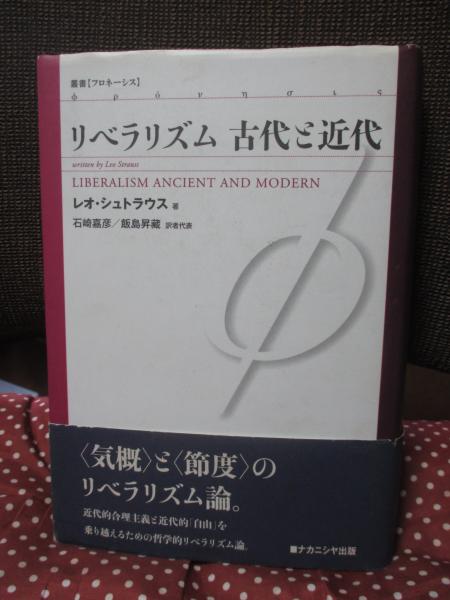 叢書【フロネーシス】
φ ρ ό ν η σ ι ς
リベラリズム 古代と近代
written by Leo Strauss
LIBERALISM ANCIENT AND MODERN
レオ・シュトラウス 著
石崎嘉彦／飯島昇藏 訳者代表
φ
〈気概〉と〈節度〉の
リベラリズム論。
近代的合理主義と近代的「自由」を
乗り越えるための哲学的リベラリズム論。
■ナカニシヤ出版